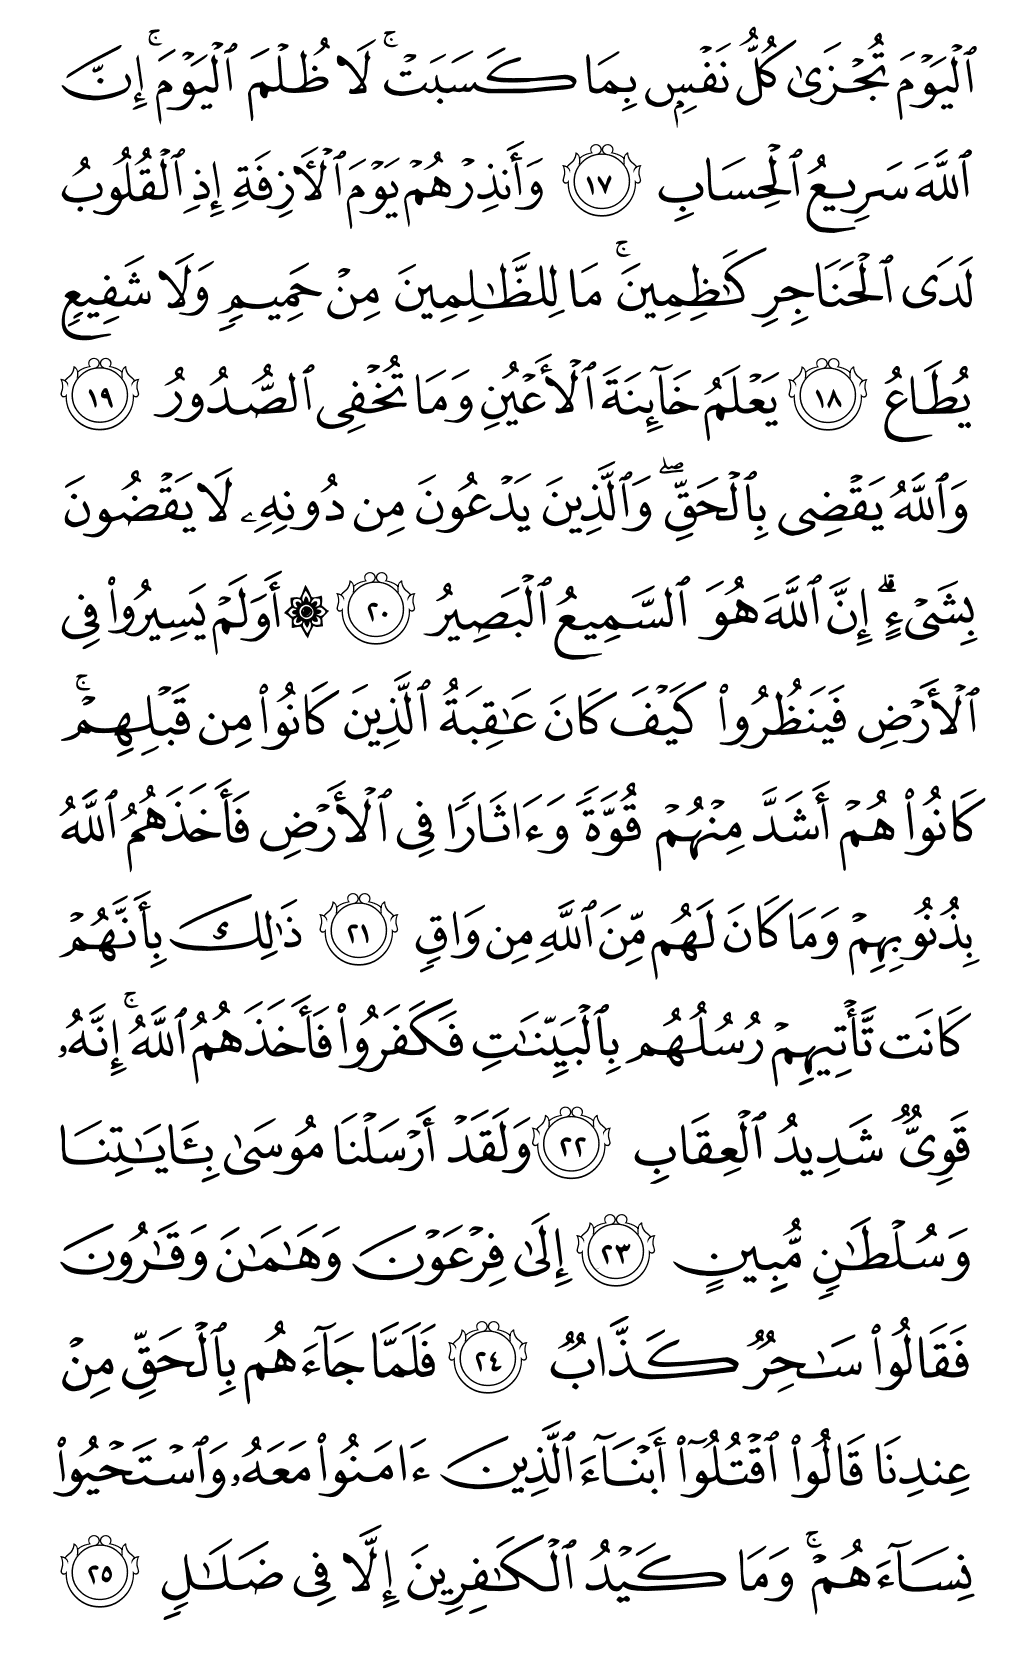 ٱلۡيَوۡمَ تُجۡزَىٰ كُلُّ نَفۡسِۭ بِمَا كَسَبَتۡۚ لَا ظُلۡمَ ٱلۡيَوۡمَۚ إِنَّ
ٱللَّهَ سَرِيعُ ٱلۡحِسَابِ ١٧ وَأَنذِرۡهُمۡ يَوۡمَ ٱلۡأٓزِفَةِ إِذِ ٱلۡقُلُوبُ
لَدَى ٱلۡحَنَاجِرِ كَٰظِمِينَۚ مَا لِلظَّٰلِمِينَ مِنۡ حَمِيمٖ وَلَا شَفِيعٖ
يُطَاعُ ١٨ يَعۡلَمُ خَآئِنَةَ ٱلۡأَعۡيُنِ وَمَا تُخۡفِي ٱلصُّدُورُ ١٩
وَٱللَّهُ يَقۡضِي بِٱلۡحَقِّۖ وَٱلَّذِينَ يَدۡعُونَ مِن دُونِهِۦ لَا يَقۡضُونَ
بِشَيۡءٍۗ إِنَّ ٱللَّهَ هُوَ ٱلسَّمِيعُ ٱلۡبَصِيرُ ٢٠ ۞ أَوَلَمۡ يَسِيرُواْ فِي
ٱلۡأَرۡضِ فَيَنظُرُواْ كَيۡفَ كَانَ عَٰقِبَةُ ٱلَّذِينَ كَانُواْ مِن قَبۡلِهِمۡۚ
كَانُواْ هُمۡ أَشَدَّ مِنۡهُمۡ قُوَّةٗ وَءَاثَارٗا فِي ٱلۡأَرۡضِ فَأَخَذَهُمُ ٱللَّهُ
بِذُنُوبِهِمۡ وَمَا كَانَ لَهُم مِّنَ ٱللَّهِ مِن وَاقٖ ٢١ ذَٰلِكَ بِأَنَّهُمۡ
كَانَت تَّأۡتِيهِمۡ رُسُلُهُم بِٱلۡبَيِّنَٰتِ فَكَفَرُواْ فَأَخَذَهُمُ ٱللَّهُۚ إِنَّهُۥ
قَوِيّٞ شَدِيدُ ٱلۡعِقَابِ ٢٢ وَلَقَدۡ أَرۡسَلۡنَا مُوسَىٰ بِـَٔايَٰتِنَا
وَسُلۡطَٰنٖ مُّبِينٍ ٢٣ إِلَىٰ فِرۡعَوۡنَ وَهَٰمَٰنَ وَقَٰرُونَ
فَقَالُواْ سَٰحِرٞ كَذَّابٞ ٢٤ فَلَمَّا جَآءَهُم بِٱلۡحَقِّ مِنۡ
عِندِنَا قَالُواْ ٱقۡتُلُوٓاْ أَبۡنَآءَ ٱلَّذِينَ ءَامَنُواْ مَعَهُۥ وَٱسۡتَحۡيُواْ
نِسَآءَهُمۡۚ وَمَا كَيۡدُ ٱلۡكَٰفِرِينَ إِلَّا فِي ضَلَٰلٖ ٢٥